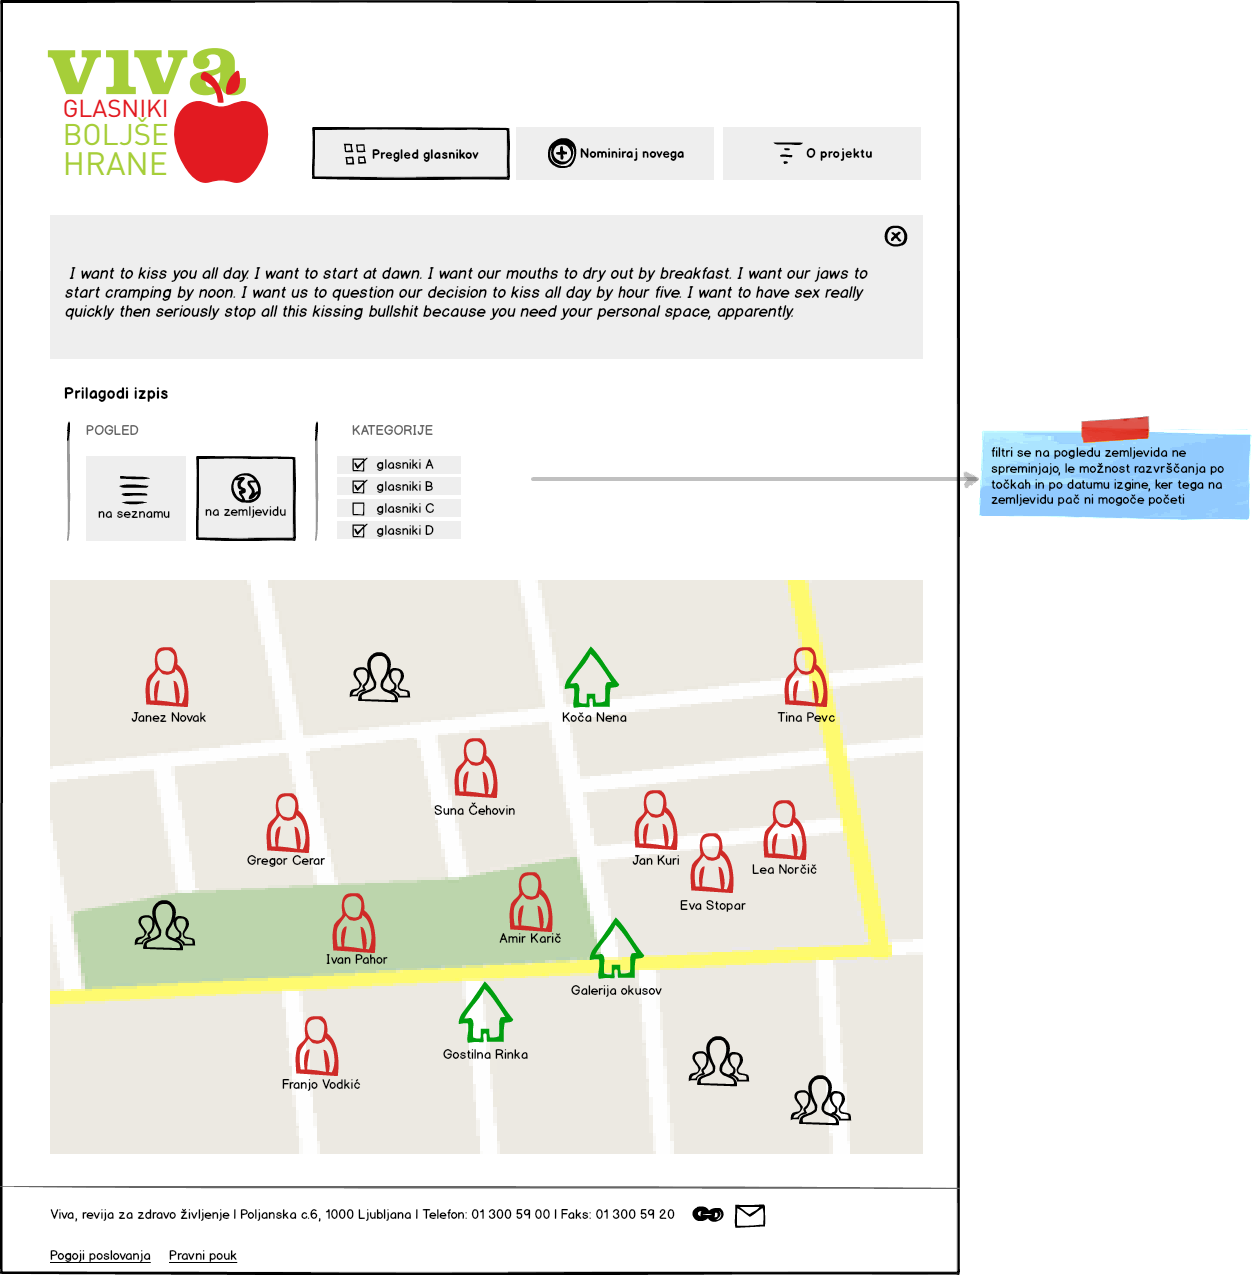 viva
GLASNIKI
BOLJŠE
HRANE
Pregled glasnikov
Nominiraj novega
O projektu
I want to kiss you all day. I want to start at dawn. I want our mouths to dry out by breakfast. I want our jaws to
start cramping by noon. I want us to question our decision to kiss all day by hour five. I want to have sex really
quickly then seriously stop all this kissing bullshit because you need your personal space, apparently.
Prilagodi izpis
POGLED
na seznamu
na zemljevidu
KATEGORIJE
glasniki A
glasniki B
glasniki C
glasniki D
filtri se na pogledu zemljevida ne
spreminjajo, le možnost razvrščanja po
točkah in po datumu izgine, ker tega na
zemljevidu pač ni mogoče početi
Janez Novak
Koča Nena
Tina Pevc
Suna Čehovin
Gregor Cerar
Jan Kuri
Lea Norčič
Eva Stopar
Amir Karič
Ivan Pahor
Galerija okusov
Gostilna Rinka
Franjo Vodkić
Viva, revija za zdravo življenje | Poljanska c.6, 1000 Ljubljana | Telefon: 01 300 59 00 | Faks: 01 300 59 20
Pogoji poslovanja
Pravni pouk